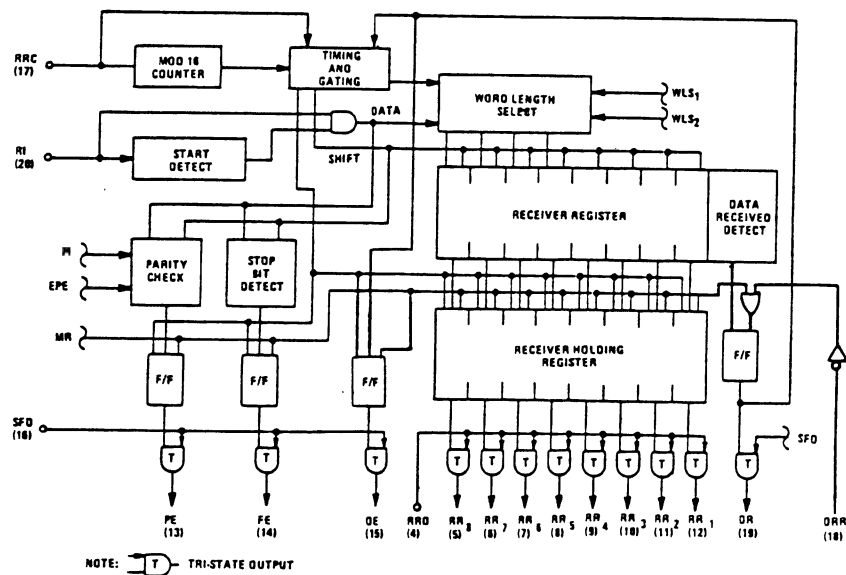 RRC
(17)
MOD 16
COUNTER
TIMING
AND
GATING
WORD LENGTH
SELECT
WLS1
WLS2
DATA
RI
(20)
START
DETECT
SHIFT
RECEIVER REGISTER
DATA
RECEIVED
DETECT
PI
EPE
PARITY
CHECK
STOP
BIT
DETECT
MR
F/F
F/F
F/F
RECEIVER HOLDING
REGISTER
F/F
SFD
(16)
T
T
T
T
T
T
T
T
T
T
T
T
SFD
PE
(13)
FE
(14)
OE
(15)
RRD
(4)
RR8
(5)
RR7
(6)
RR6
(7)
RR5
(8)
RR4
(9)
RR3
(10)
RR2
(11)
RR1
(12)
DR
(19)
DRR
(18)
NOTE: T TRI-STATE OUTPUT